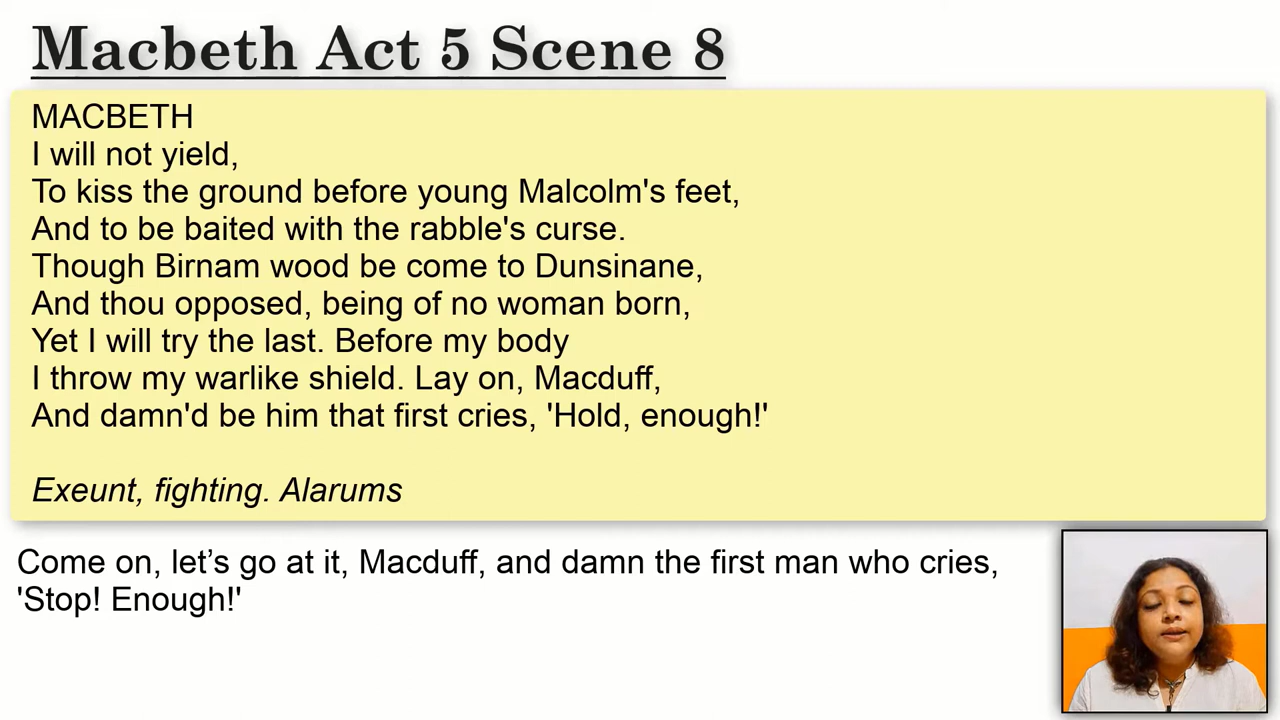 Macbeth Act 5 Scene 8
MACBETH
I will not yield,
To kiss the ground before young Malcolm's feet,
And to be baited with the rabble's curse.
Though Birnam wood be come to Dunsinane,
And thou opposed, being of no woman born,
Yet I will try the last. Before my body
I throw my warlike shield. Lay on, Macduff,
And damn'd be him that first cries, 'Hold, enough!'
Exeunt, fighting. Alarums
Come on, let’s go at it, Macduff, and damn the first man who cries,
'Stop! Enough!'